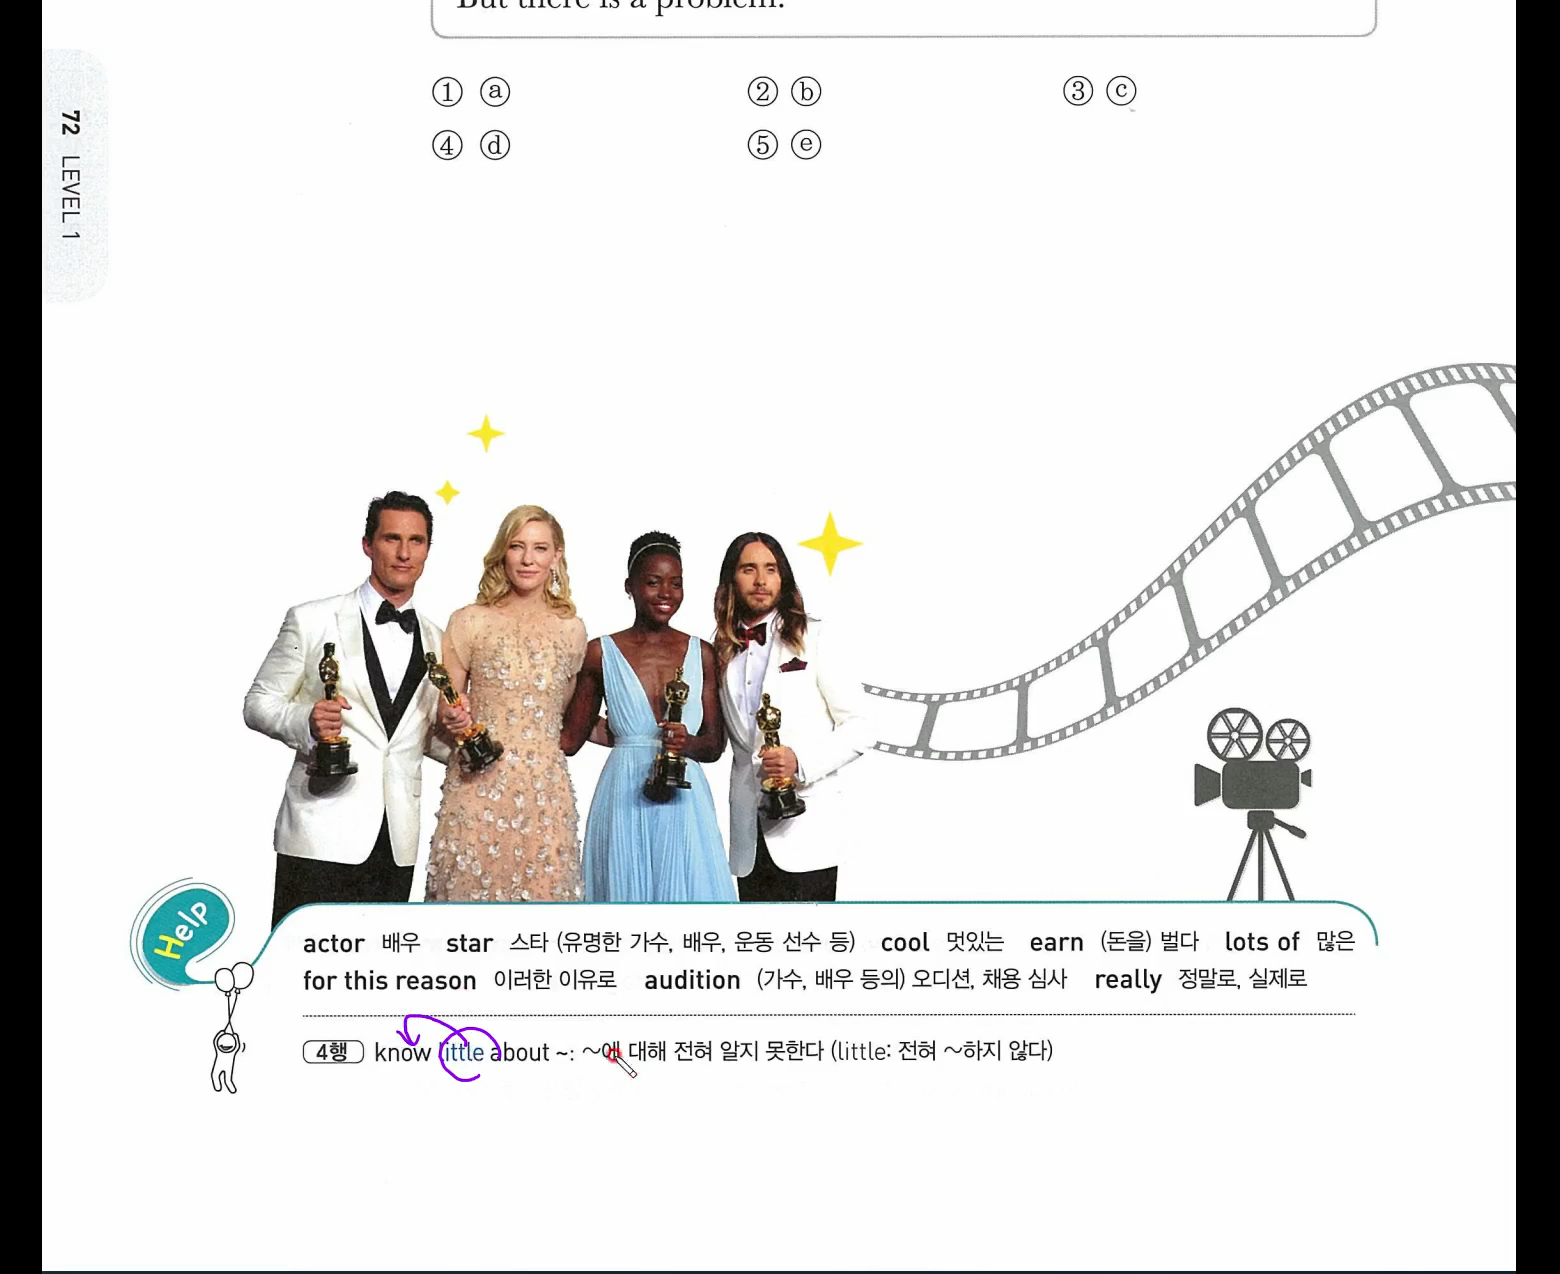 But there is a problem.
① ⓐ ② ⓑ ③ ⓒ
④ ⓓ ⑤ ⓔ
72 LEVEL 1
Help
actor 배우 star 스타 (유명한 가수, 배우, 운동 선수 등) cool 멋있는 earn (돈을) 벌다 lots of 많은
for this reason 이러한 이유로 audition (가수, 배우 등의) 오디션, 채용 심사 really 정말로, 실제로
4행 know little about ~: ~에 대해 전혀 알지 못한다 (little: 전혀 ~하지 않다)